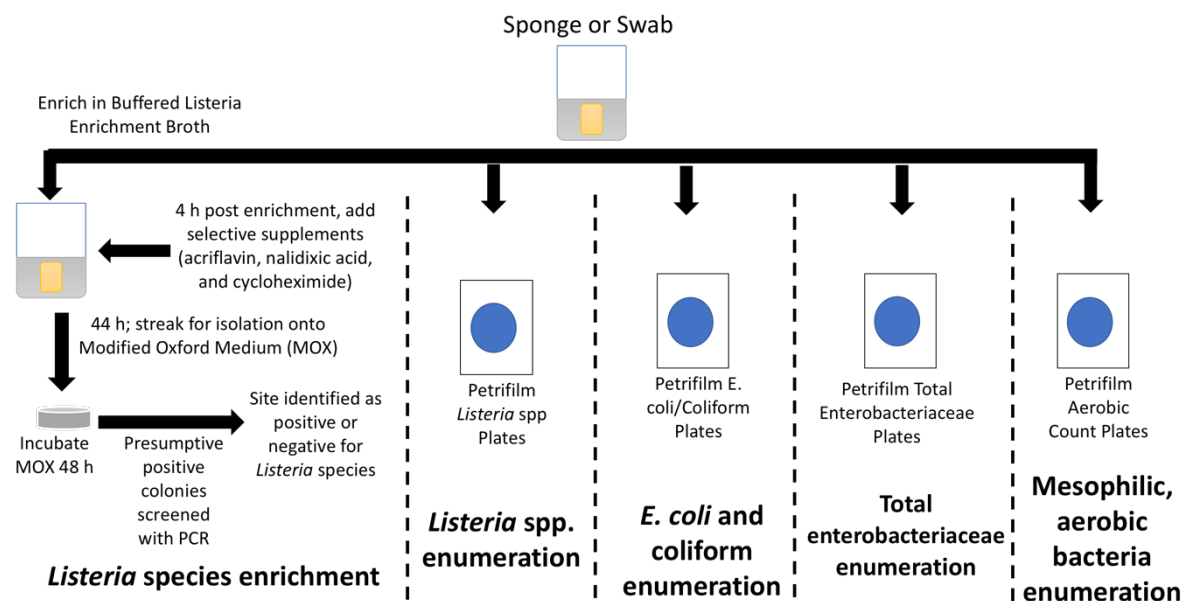 Sponge or Swab
Enrich in Buffered Listeria
Enrichment Broth
4 h post enrichment, add
selective supplements
(acriflavin, nalidixic acid,
and cycloheximide)
44 h; streak for isolation onto
Modified Oxford Medium (MOX)
Incubate
MOX 48 h
Presumptive
positive
colonies
screened
with PCR
Site identified as
positive or
negative for
Listeria species
Listeria species enrichment
Petrifilm
Listeria spp
Plates
Listeria spp.
enumeration
Petrifilm E.
coli/Coliform
Plates
E. coli and
coliform
enumeration
Petrifilm Total
Enterobacteriaceae
Plates
Total
enterobacteriaceae
enumeration
Petrifilm
Aerobic
Count Plates
Mesophilic,
aerobic
bacteria
enumeration